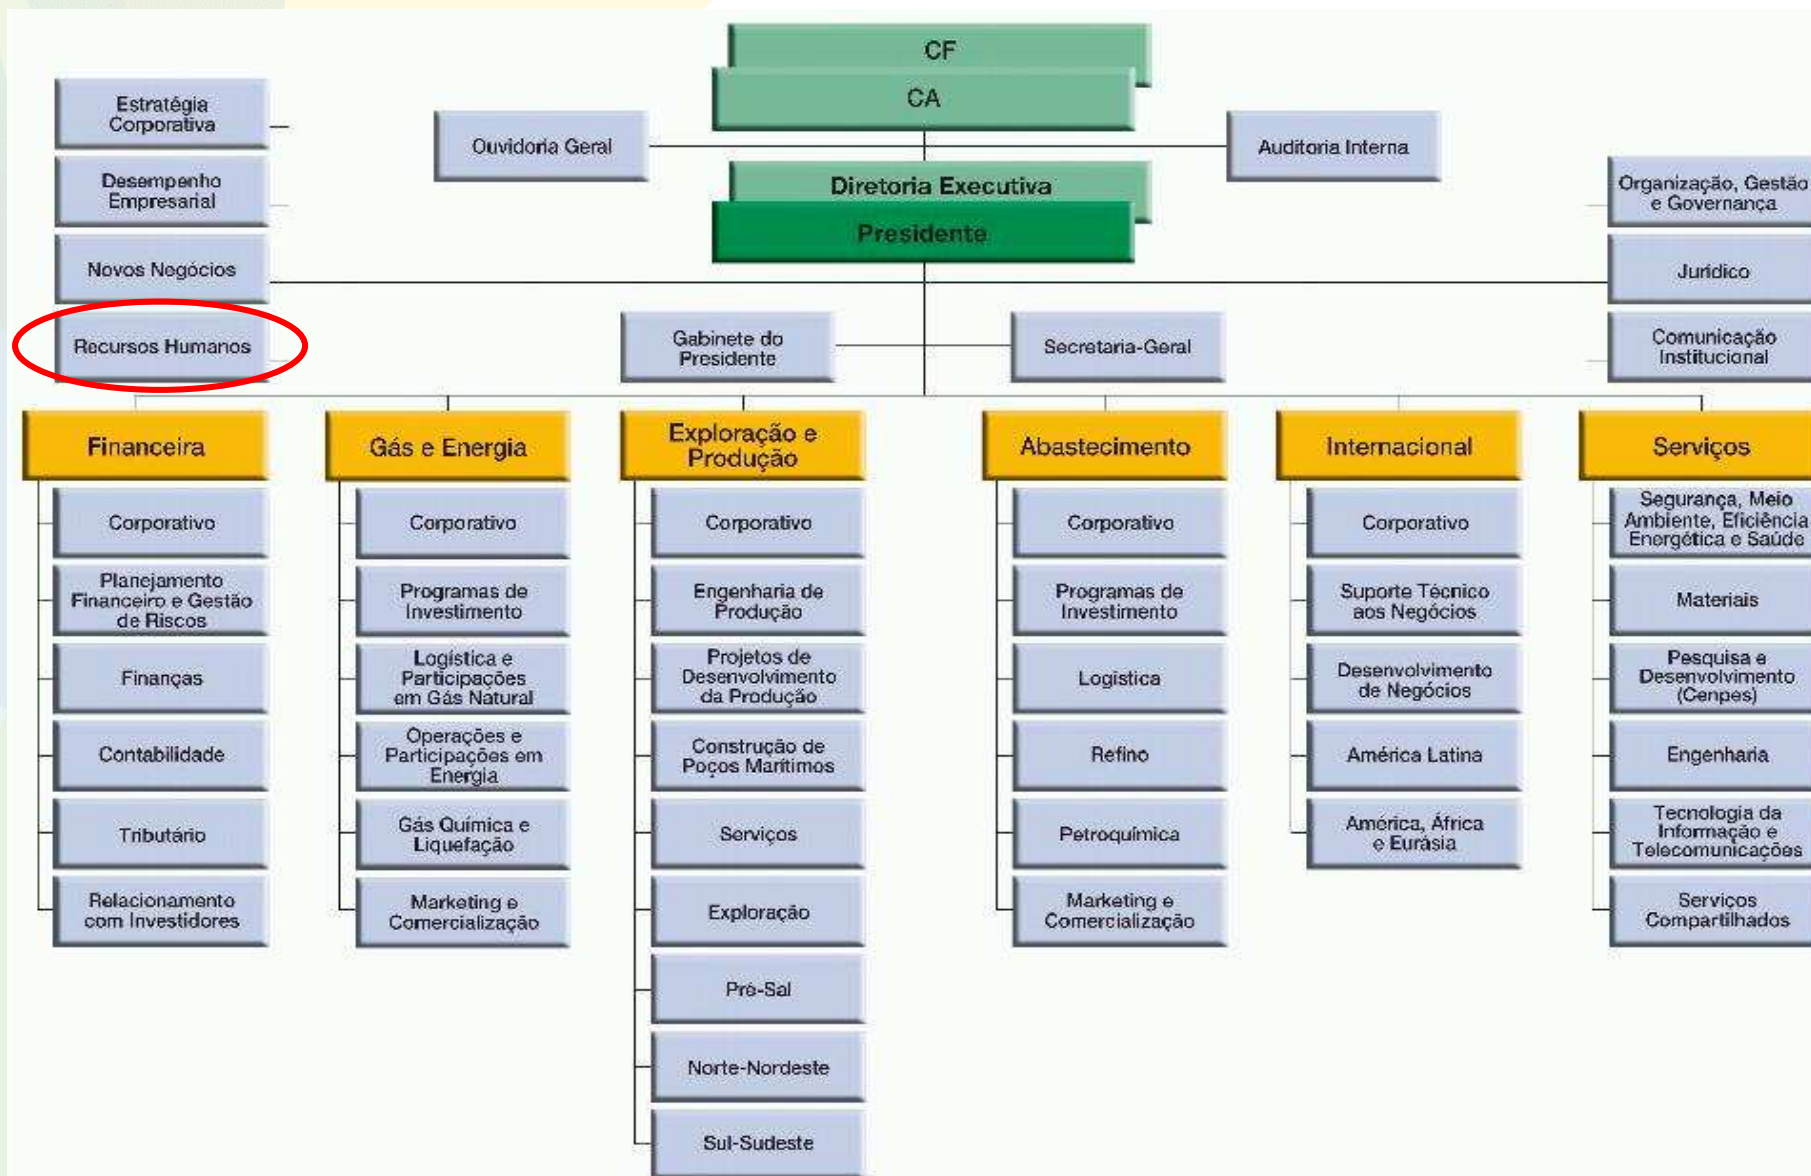 CF
CA
Estratégia
Corporativa
Ouvidoria Geral
Auditoria Interna
Desempenho
Empresarial
Diretoria Executiva
Presidente
Organização, Gestão
e Governança
Novos Negócios
Jurídico
Recursos Humanos
Gabinete do
Presidente
Secretaria-Geral
Comunicação
Institucional
Financeira
Corporativo
Planejamento
Financeiro e Gestão
de Riscos
Finanças
Contabilidade
Tributário
Relacionamento
com Investidores
Gás e Energia
Corporativo
Programas de
Investimento
Logística e
Participações
em Gás Natural
Operações e
Participações em
Energia
Gás Química e
Liquefação
Marketing e
Comercialização
Exploração e
Produção
Corporativo
Engenharia de
Produção
Projetos de
Desenvolvimento
da Produção
Construção de
Poços Marítimos
Serviços
Exploração
Pré-Sal
Norte-Nordeste
Sul-Sudeste
Abastecimento
Corporativo
Programas de
Investimento
Logística
Refino
Petroquímica
Marketing e
Comercialização
Internacional
Corporativo
Suporte Técnico
aos Negócios
Desenvolvimento
de Negócios
América Latina
América, África
e Eurásia
Serviços
Segurança, Meio
Ambiente, Eficiência
Energética e Saúde
Materiais
Pesquisa e
Desenvolvimento
(Cenpes)
Engenharia
Tecnologia da
Informação e
Telecomunicações
Serviços
Compartilhados